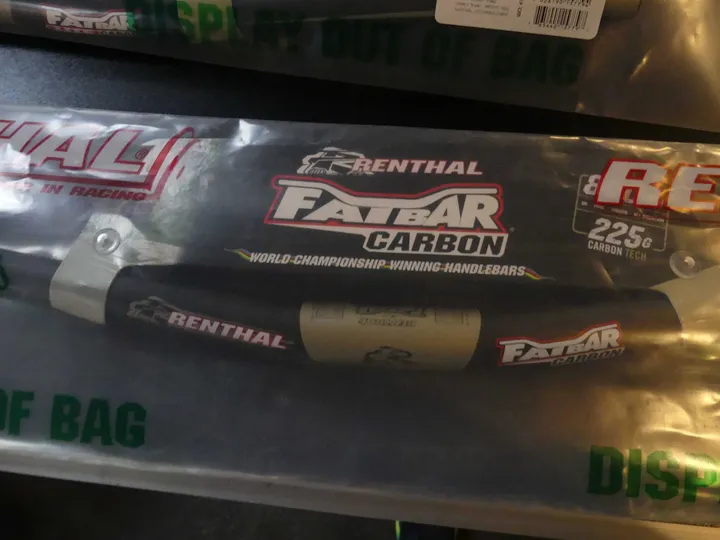 FATBAR
DISPLAY OUT OF BAG
HAL
IN RACING
RENTHAL
FATBAR
CARBON
WORLD CHAMPIONSHIP-WINNING HANDLEBARS
RE
225G
CARBON TECH
RENTHAL
FATBAR
CARBON
OF BAG
DISP